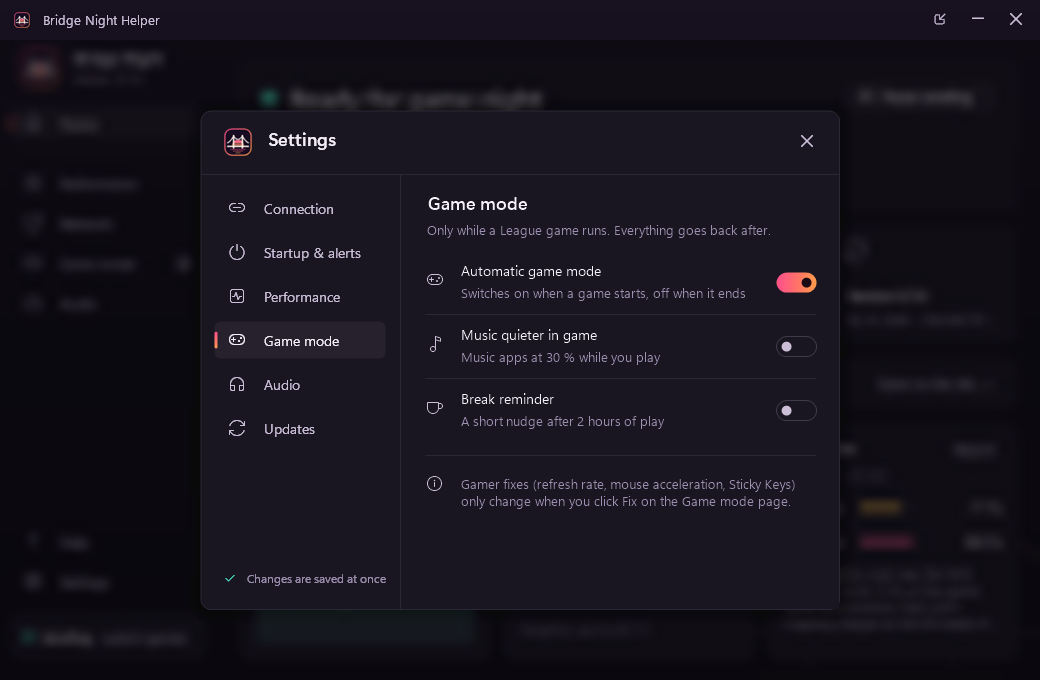 Bridge Night Helper
Ready for game night
Settings
Connection
Startup & alerts
Performance
Game mode
Audio
Updates
Changes are saved at once
Game mode
Only while a League game runs. Everything goes back after.
Automatic game mode
Switches on when a game starts, off when it ends
Music quieter in game
Music apps at 30 % while you play
Break reminder
A short nudge after 2 hours of play
Gamer fixes (refresh rate, mouse acceleration, Sticky Keys)
only change when you click Fix on the Game mode page.